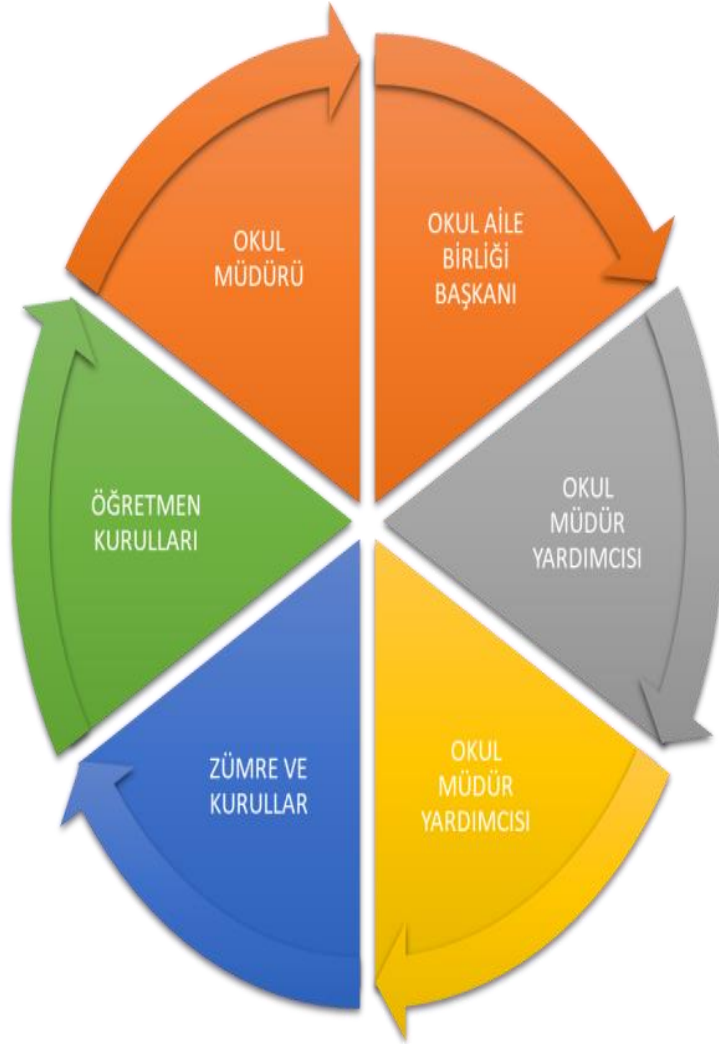 OKUL
MÜDÜRÜ
OKUL AİLE
BİRLİĞİ
BAŞKANI
OKUL
MÜDÜR
YARDIMCISI
OKUL
MÜDÜR
YARDIMCISI
ZÜMRE VE
KURULLAR
ÖĞRETMEN
KURULLARI